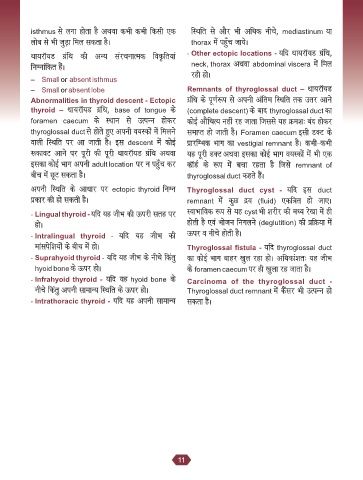 isthmus से लगा होता है अथवा कभी कभी किसी एक
लोब से भी जुड़ा मिल सकता है।
थायरॉयड ग्रंथि की अन्य संरचनात्मक विकृतियां
निम्नांकित हैं।
– Small or absent isthmus
– Small or absent lobe
Abnormalities in thyroid descent - Ectopic
thyroid – थायरॉयड ग्रंथि, base of tongue के
foramen caecum के स्थान से उत्पन्न होकर
thyroglossal duct से होते हुए अपनी वयस्कों में मिलने
वाली स्थिति पर आ जाती है। इस descent में कोई
रूकावट आने पर पूरी की पूरी थायरॉयड ग्रंथि अथवा
इसका कोई भाग अपनी adult location पर न पहुँच कर
बीच में छूट सकता है।
अपनी स्थिति के आधार पर ectopic thyroid निम्न
प्रकार की हो सकती है।
- Lingual thyroid - यदि यह जीभ की ऊपरी सतह पर
हो।
- Intralingual thyroid - यदि यह जीभ की
मांसपेशियों के बीच में हो।
- Suprahyoid thyroid - यदि यह जीभ के नीचे किंतु
hyoid bone के ऊपर हो।
- Infrahyoid thyroid - यदि यह hyoid bone के
नीचे किंतु अपनी सामान्य स्थिति के ऊपर हो।
- Intrathoracic thyroid - यदि यह अपनी सामान्य
स्थिति से और भी अधिक नीचे, mediastinum या
thorax में पहुँच जाये।
- Other ectopic locations - यदि थायरॉयड ग्रंथि,
neck, thorax अथवा abdominal viscera में मिल
रही हो।
Remnants of thyroglossal duct – थायरॉयड
ग्रंथि के पूर्णरूप से अपनी अंतिम स्थिति तक उतर आने
(complete descent) के बाद thyroglossal duct का
कोई औचित्य नहीं रह जाता जिससे यह क्रमशः बंद होकर
समाप्त हो जाती है। Foramen caecum इसी डक्ट के
प्रारम्भिक भाग का vestigial remnant है। कभी-कभी
यह पूरी डक्ट अथवा इसका कोई भाग वयस्कों में भी एक
कॉर्ड के रूप में बना रहता है जिसे remnant of
thyroglossal duct कहते हैं।
Thyroglossal duct cyst - यदि इस duct
remnant में कुछ द्रव (fluid) एकत्रित हो जाए।
स्वाभाविक रूप से यह cyst भी शरीर की मध्य रेखा में ही
होती है एवं भोजन निगलने (deglutition) की प्रक्रिया में
ऊपर व नीचे होती है।
Thyroglossal fistula - यदि thyroglossal duct
का कोई भाग बाहर खुल रहा हो। अधिकांशतः यह जीभ
के foramen caecum पर ही खुला रह जाता है।
Carcinoma of the thyroglossal duct -
Thyroglossal duct remnant में कैंसर भी उत्पन्न हो
सकता है।
11